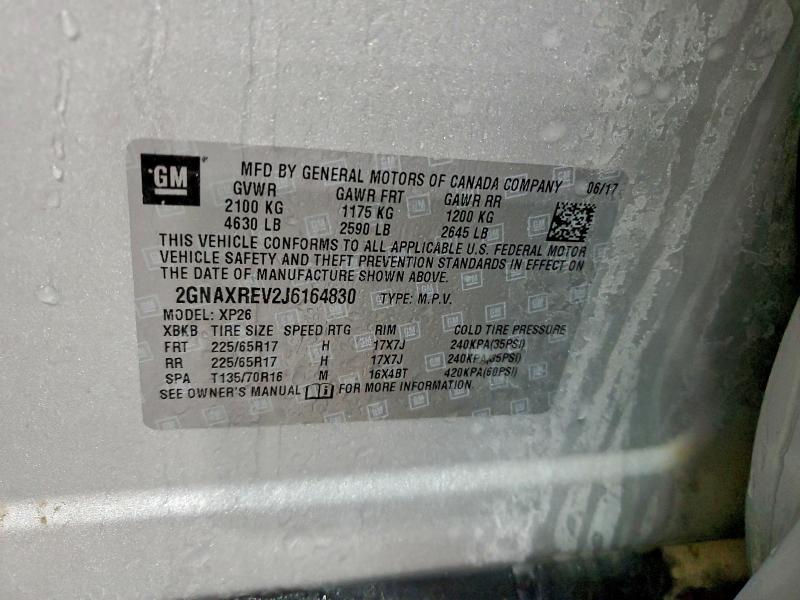 GM
MFD BY GENERAL MOTORS OF CANADA COMPANY 06/17
GVWR GAWR FRT GAWR RR
2100 KG 1175 KG 1200 KG
4630 LB 2590 LB 2645 LB
THIS VEHICLE CONFORMS TO ALL APPLICABLE U.S. FEDERAL MOTOR
VEHICLE SAFETY AND THEFT PREVENTION STANDARDS IN EFFECT ON
THE DATE OF MANUFACTURE SHOWN ABOVE.
2GNAXREV2J6164830 TYPE: M.P.V.
MODEL: XP26
XBKB TIRE SIZE SPEED RTG RIM COLD TIRE PRESSURE
FRT 225/65R17 H 17X7J 240KPA(35PSI)
RR 225/65R17 H 17X7J 240KPA(35PSI)
SPA T135/70R16 M 16X4BT 420KPA(60PSI)
SEE OWNER'S MANUAL FOR MORE INFORMATION.